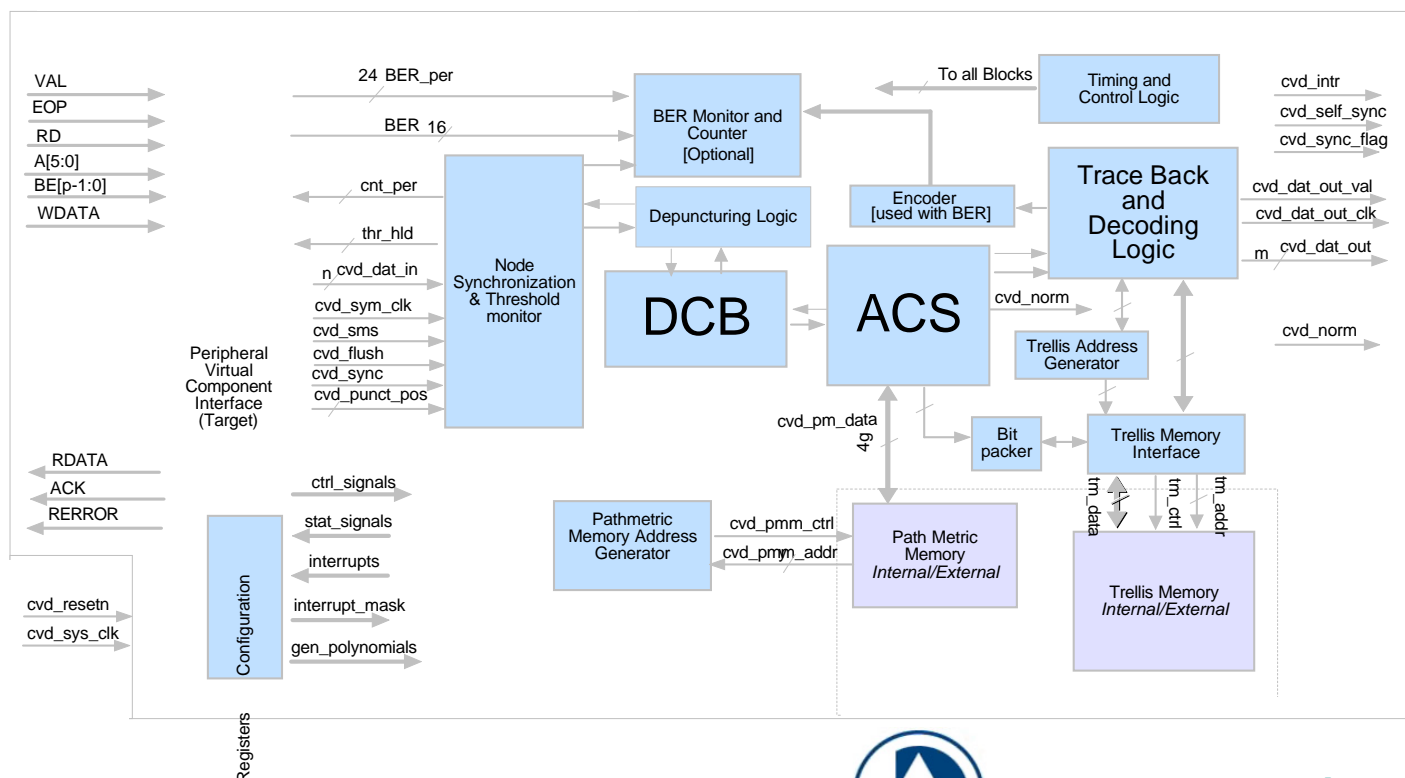 VAL
EOP
RD
A[5:0]
BE[p-1:0]
WDATA
24 BER_per
BER 16
cnt_per
thr_hld
n cvd_dat_in
cvd_sym_clk
cvd_sms
cvd_flush
cvd_sync
cvd_punct_pos
Peripheral
Virtual
Component
Interface
(Target)
RDATA
ACK
RERROR
cvd_resetn
cvd_sys_clk
Configuration
Registers
ctrl_signals
stat_signals
interrupts
interrupt_mask
gen_polynomials
Node
Synchronization
& Threshold
monitor
BER Monitor and
Counter
[Optional]
Depuncturing Logic
DCB
ACS
To all Blocks
Timing and
Control Logic
Encoder
[used with BER]
Trace Back
and
Decoding
Logic
cvd_norm
Trellis Address
Generator
cvd_pm_data
4g
Bit
packer
Trellis Memory
Interface
tm_data
tm_ctrl
tm_addr
Pathmetric
Memory Address
Generator
cvd_pmm_ctrl
cvd_pmm_addr
Path Metric
Memory
Internal/External
Trellis Memory
Internal/External
cvd_intr
cvd_self_sync
cvd_sync_flag
cvd_dat_out_val
cvd_dat_out_clk
m cvd_dat_out
cvd_norm